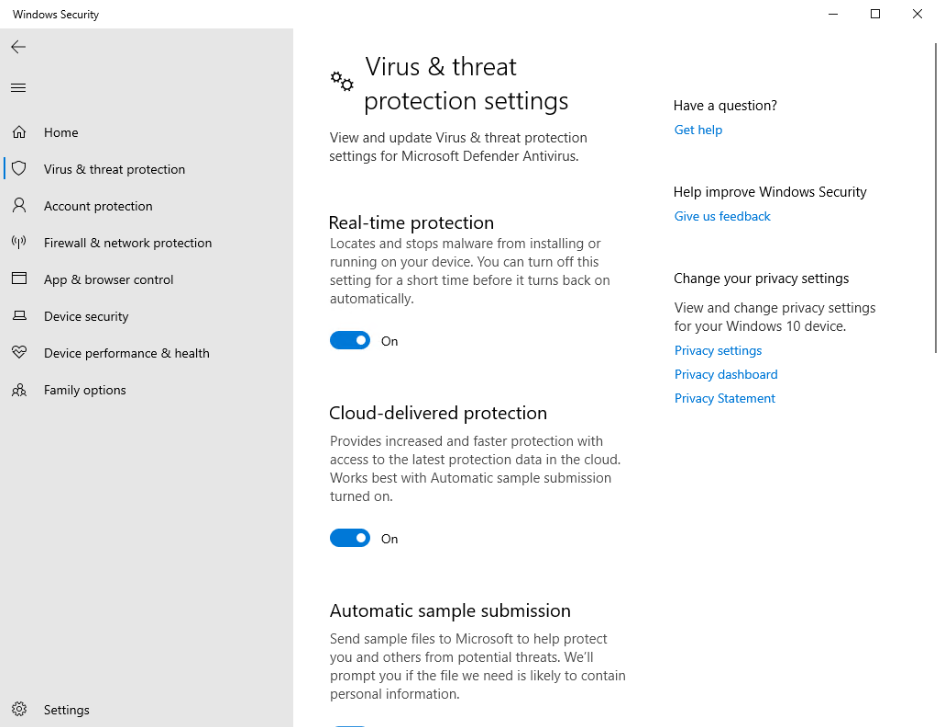 Windows Security
Home
Virus & threat protection
Account protection
Firewall & network protection
App & browser control
Device security
Device performance & health
Family options
Settings
Virus & threat
protection settings
View and update Virus & threat protection
settings for Microsoft Defender Antivirus.
Real-time protection
Locates and stops malware from installing or
running on your device. You can turn off this
setting for a short time before it turns back on
automatically.
On
Cloud-delivered protection
Provides increased and faster protection with
access to the latest protection data in the cloud.
Works best with Automatic sample submission
turned on.
On
Automatic sample submission
Send sample files to Microsoft to help protect
you and others from potential threats. We'll
prompt you if the file we need is likely to contain
personal information.
Have a question?
Get help
Help improve Windows Security
Give us feedback
Change your privacy settings
View and change privacy settings
for your Windows 10 device.
Privacy settings
Privacy dashboard
Privacy Statement